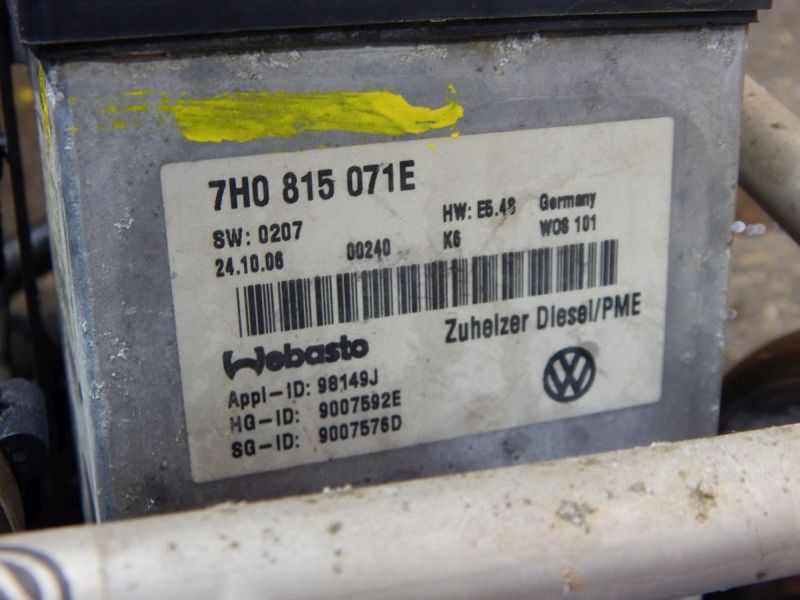 7H0 815 071E
SW: 0207 HW: E5.48 Germany
24.10.06 00240 K6 WOS 101
Webasto Zuheizer Diesel/PME
Appl-ID: 98149J
HG-ID: 9007592E
SG-ID: 9007576D